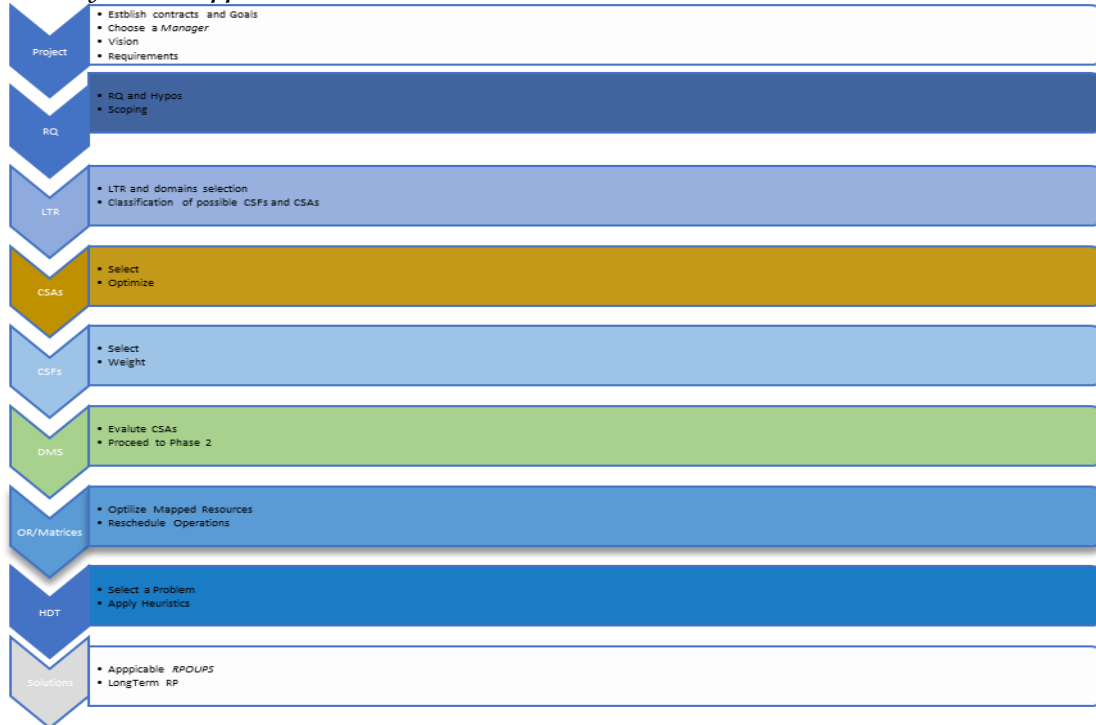 Project
• Estblish contracts and Goals
• Choose a Manager
• Vision
• Requirements
RQ
• RQ and Hypos
• Scoping
LTR
• LTR and domains selection
• Classification of possible CSFs and CSAs
CSAs
• Select
• Optimize
CSFs
• Select
• Weight
DMS
• Evalute CSAs
• Proceed to Phase 2
OR/Matrices
• Optilize Mapped Resources
• Reschedule Operations
HDT
• Select a Problem
• Apply Heuristics
Solutions
• Apppicable RPOUPS
• LongTerm RP